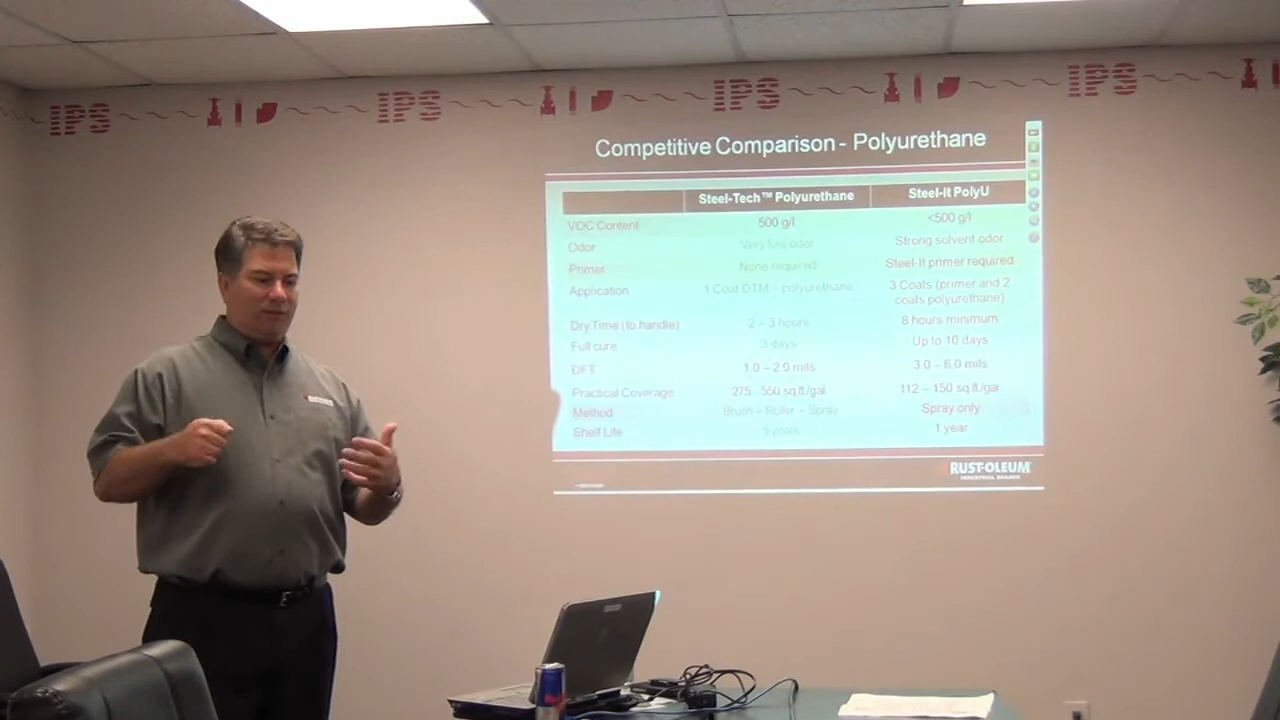 IPS IPS IPS IPS
Competitive Comparison - Polyurethane
Steel-Tech™ Polyurethane Steel-It PolyU
VOC Content 500 g/l <500 g/l
Odor Very low odor Strong solvent odor
Primer None required Steel-It primer required
Application 1 Coat DTM – polyurethane 3 Coats (primer and 2
coats polyurethane)
Dry Time (to handle) 2 – 3 hours 8 hours minimum
Full cure 3 days Up to 10 days
DFT 1.0 – 2.0 mils 3.0 – 6.0 mils
Practical Coverage 275 - 550 sq.ft./gal 112 – 150 sq.ft./gal
Method Brush – Roller – Spray Spray only
Shelf Life 5 years 1 year
RUST-OLEUM
INDUSTRIAL BRANDS